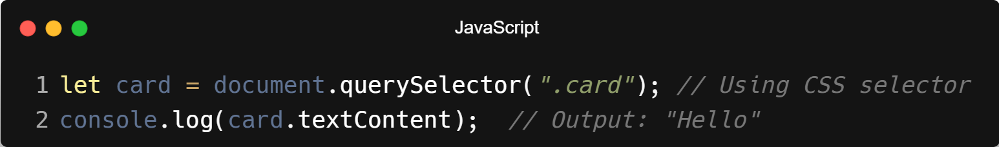 JavaScript
1 let card = document.querySelector(".card"); // Using CSS selector
2 console.log(card.textContent);  // Output: "Hello"